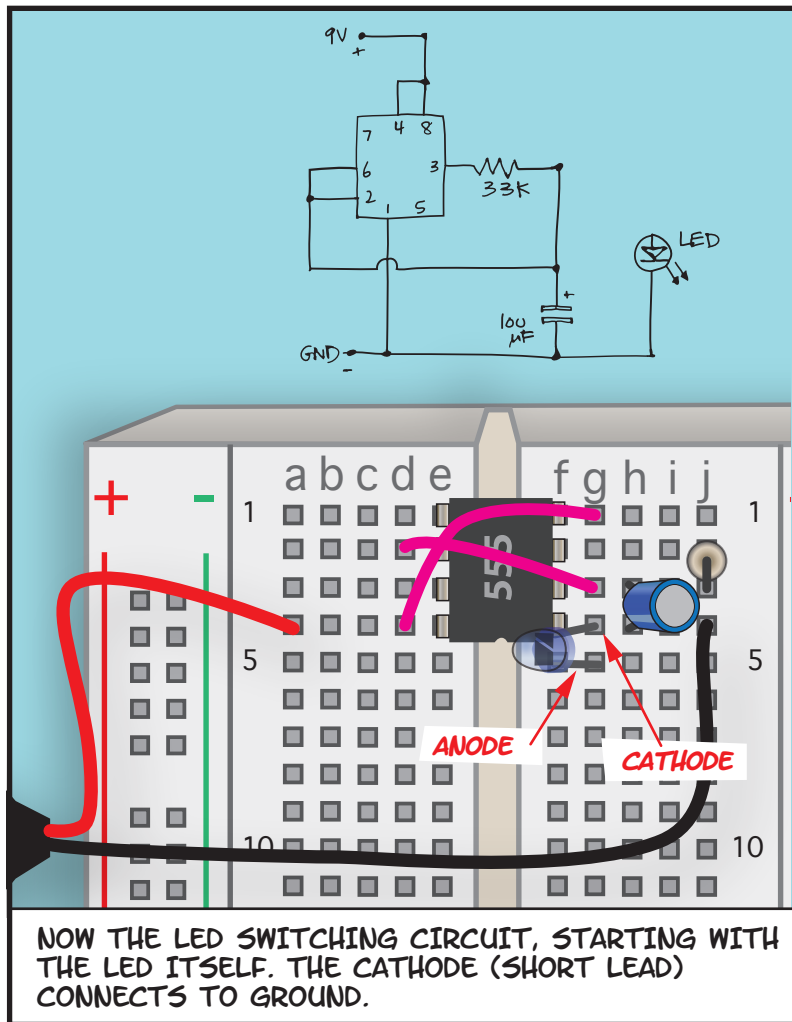 9V
+
7 4 8
6 3
2
1 5
33K
LED
+
100
µF
GND
-
a b c d e f g h i j
+ -
1 1
555
5 5
ANODE
CATHODE
10 10
NOW THE LED SWITCHING CIRCUIT, STARTING WITH
THE LED ITSELF. THE CATHODE (SHORT LEAD)
CONNECTS TO GROUND.